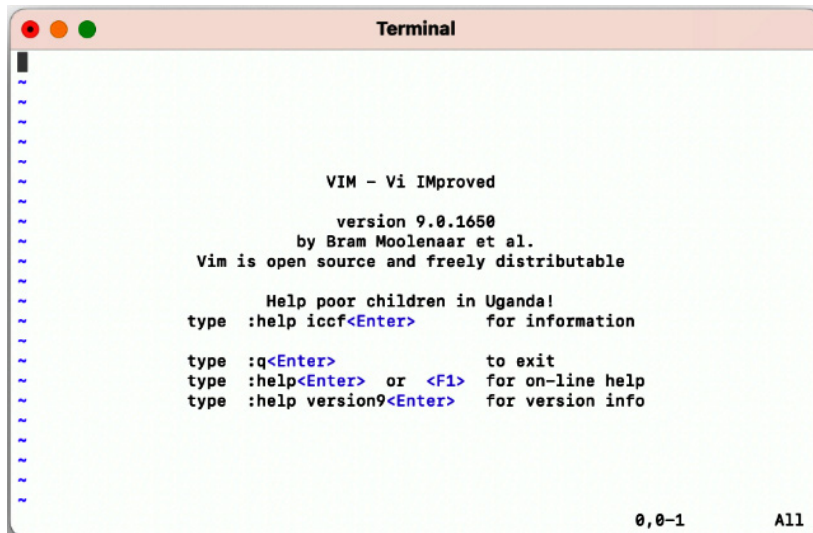 Terminal
~
~
~
~
~
~ VIM - Vi IMproved
~
~ version 9.0.1650
~ by Bram Moolenaar et al.
~ Vim is open source and freely distributable
~
~ Help poor children in Uganda!
~ type :help iccf<Enter> for information
~
~ type :q<Enter> to exit
~ type :help<Enter> or <F1> for on-line help
~ type :help version9<Enter> for version info
~
~
~
~
~
0,0-1 All